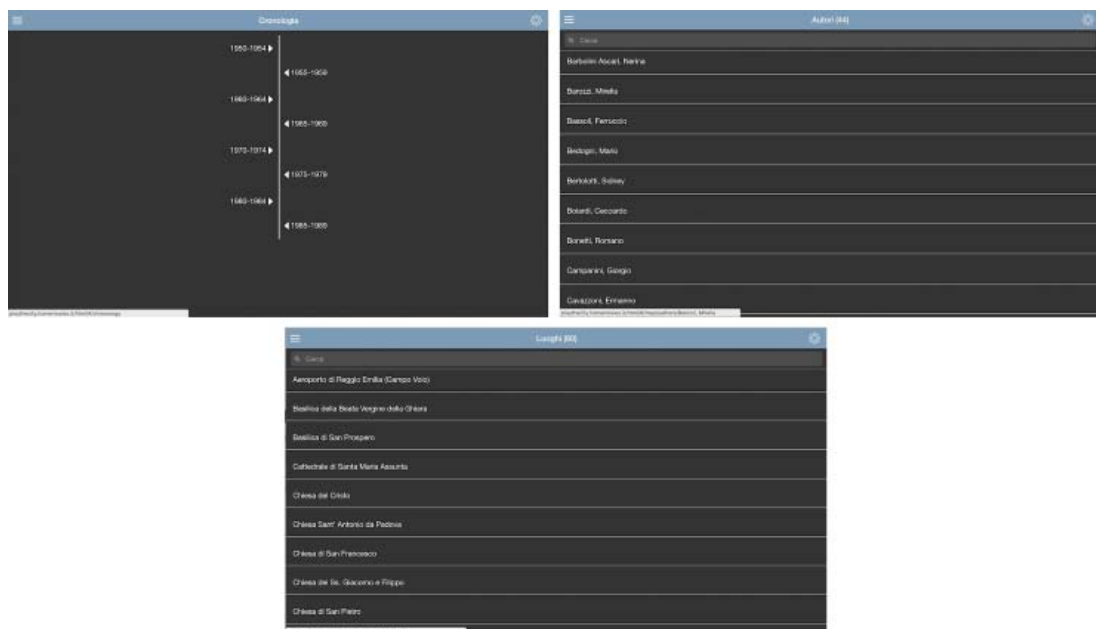 Cronologia
1950-1954
1955-1959
1960-1964
1965-1969
1970-1974
1975-1979
1980-1984
1985-1989
Autori (44)
Cerca
Barbolini Ascari, Nerina
Barozzi, Mirella
Bassoli, Ferruccio
Bedogni, Mario
Bertolotti, Sidney
Boiardi, Ceccardo
Bonetti, Romano
Campanini, Giorgio
Cavazzoni, Ermanno
Luoghi
Cerca
Aeroporto di Reggio Emilia (Campo Volo)
Basilica della Beata Vergine della Ghiara
Basilica di San Prospero
Cattedrale di Santa Maria Assunta
Chiesa del Cristo
Chiesa Sant' Antonio da Padova
Chiesa di San Francesco
Chiesa dei Ss. Giacomo e Filippo
Chiesa di San Pietro